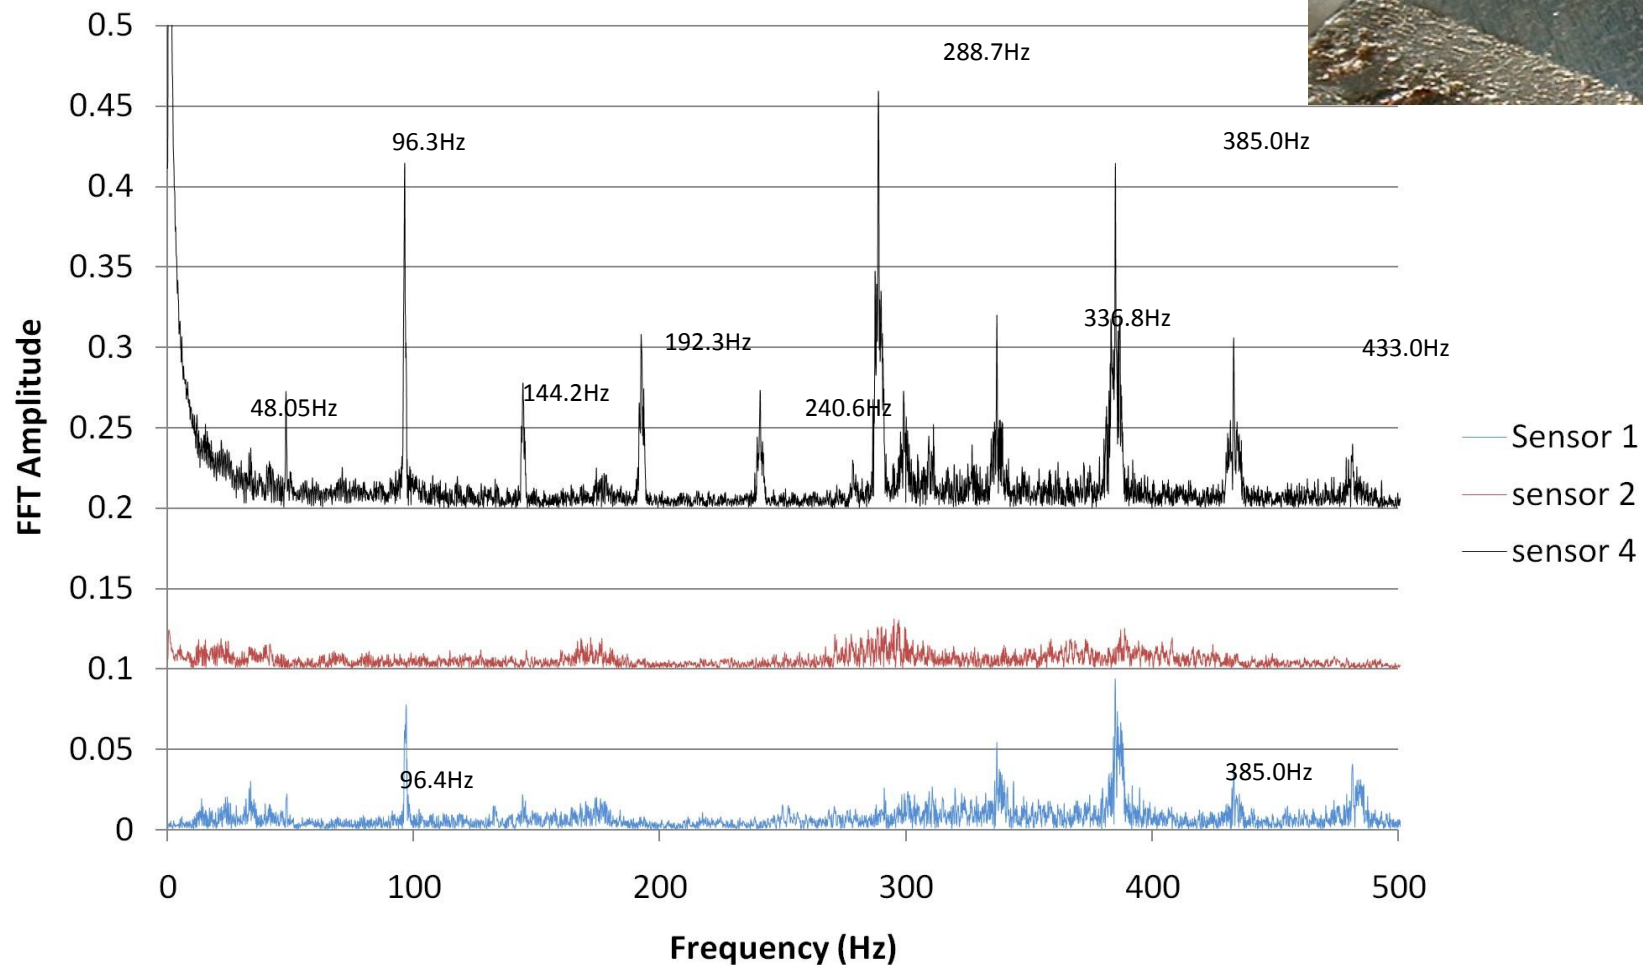 0.5
288.7Hz
0.45
96.3Hz
385.0Hz
0.4
0.35
336.8Hz
0.3
192.3Hz
433.0Hz
144.2Hz
48.05Hz
240.6Hz
0.25
Sensor 1
sensor 2
sensor 4
0.2
0.15
0.1
0.05
96.4Hz
385.0Hz
0
FFT Amplitude
0 100 200 300 400 500
Frequency (Hz)